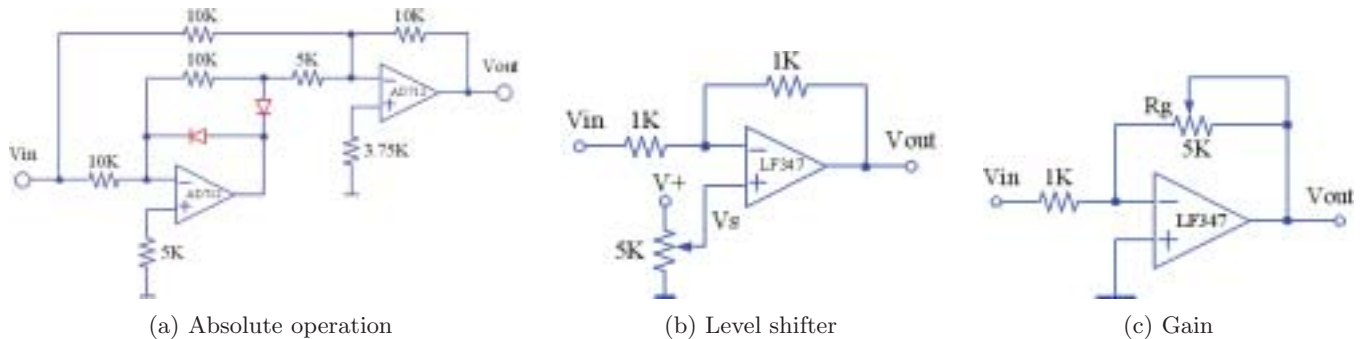 10K
10K
10K
5K
Vout
AD712
3.75K
Vin
10K
AD712
5K
(a) Absolute operation
1K
Vin
1K
Vout
LF347
V+
Vs
5K
(b) Level shifter
Rg
5K
Vin
1K
Vout
LF347
(c) Gain